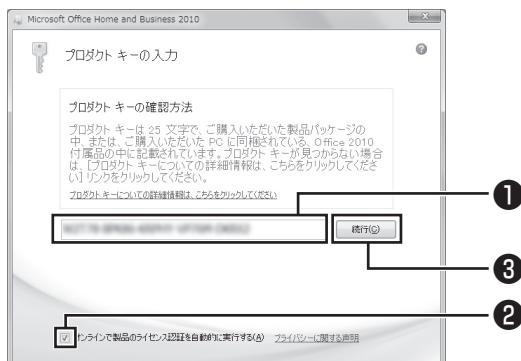 Microsoft Office Home and Business 2010
プロダクト キーの入力
プロダクト キーの確認方法
プロダクト キーは 25 文字で、ご購入いただいた製品パッケージの
中、または、ご購入いただいた PC に同梱されている、Office 2010
付属品の中に記載されています。プロダクト キーが見つからない場合
は、[プロダクト キーについての詳細情報は、こちらをクリックしてくださ
い] リンクをクリックしてください。
プロダクト キーについての詳細情報は、こちらをクリックしてください
❶
続行(C)
❸
❷
オンラインで製品のライセンス認証を自動的に実行する(A) プライバシーに関する声明